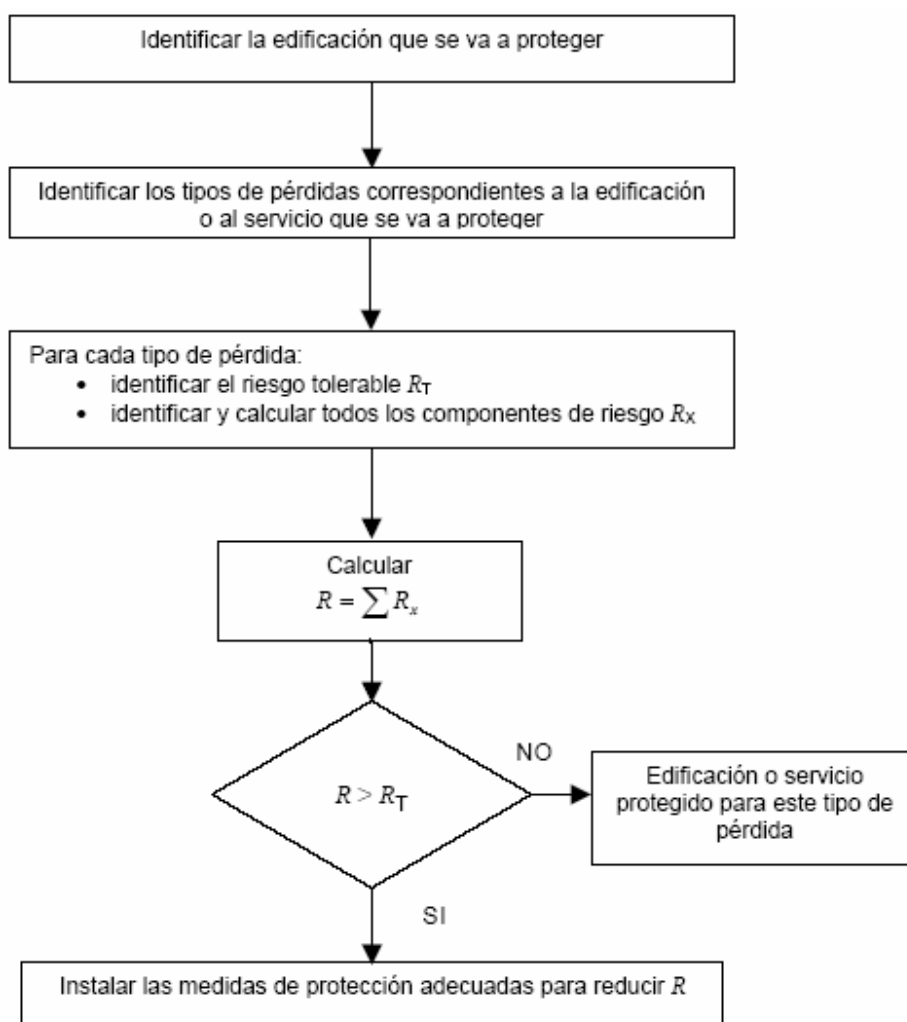 Identificar la edificación que se va a proteger
Identificar los tipos de pérdidas correspondientes a la edificación
o al servicio que se va a proteger
Para cada tipo de pérdida:
• identificar el riesgo tolerable RT
• identificar y calcular todos los componentes de riesgo Rx
Calcular
R = ∑ Rx
R > RT
NO
Edificación o servicio
protegido para este tipo de
pérdida
SI
Instalar las medidas de protección adecuadas para reducir R